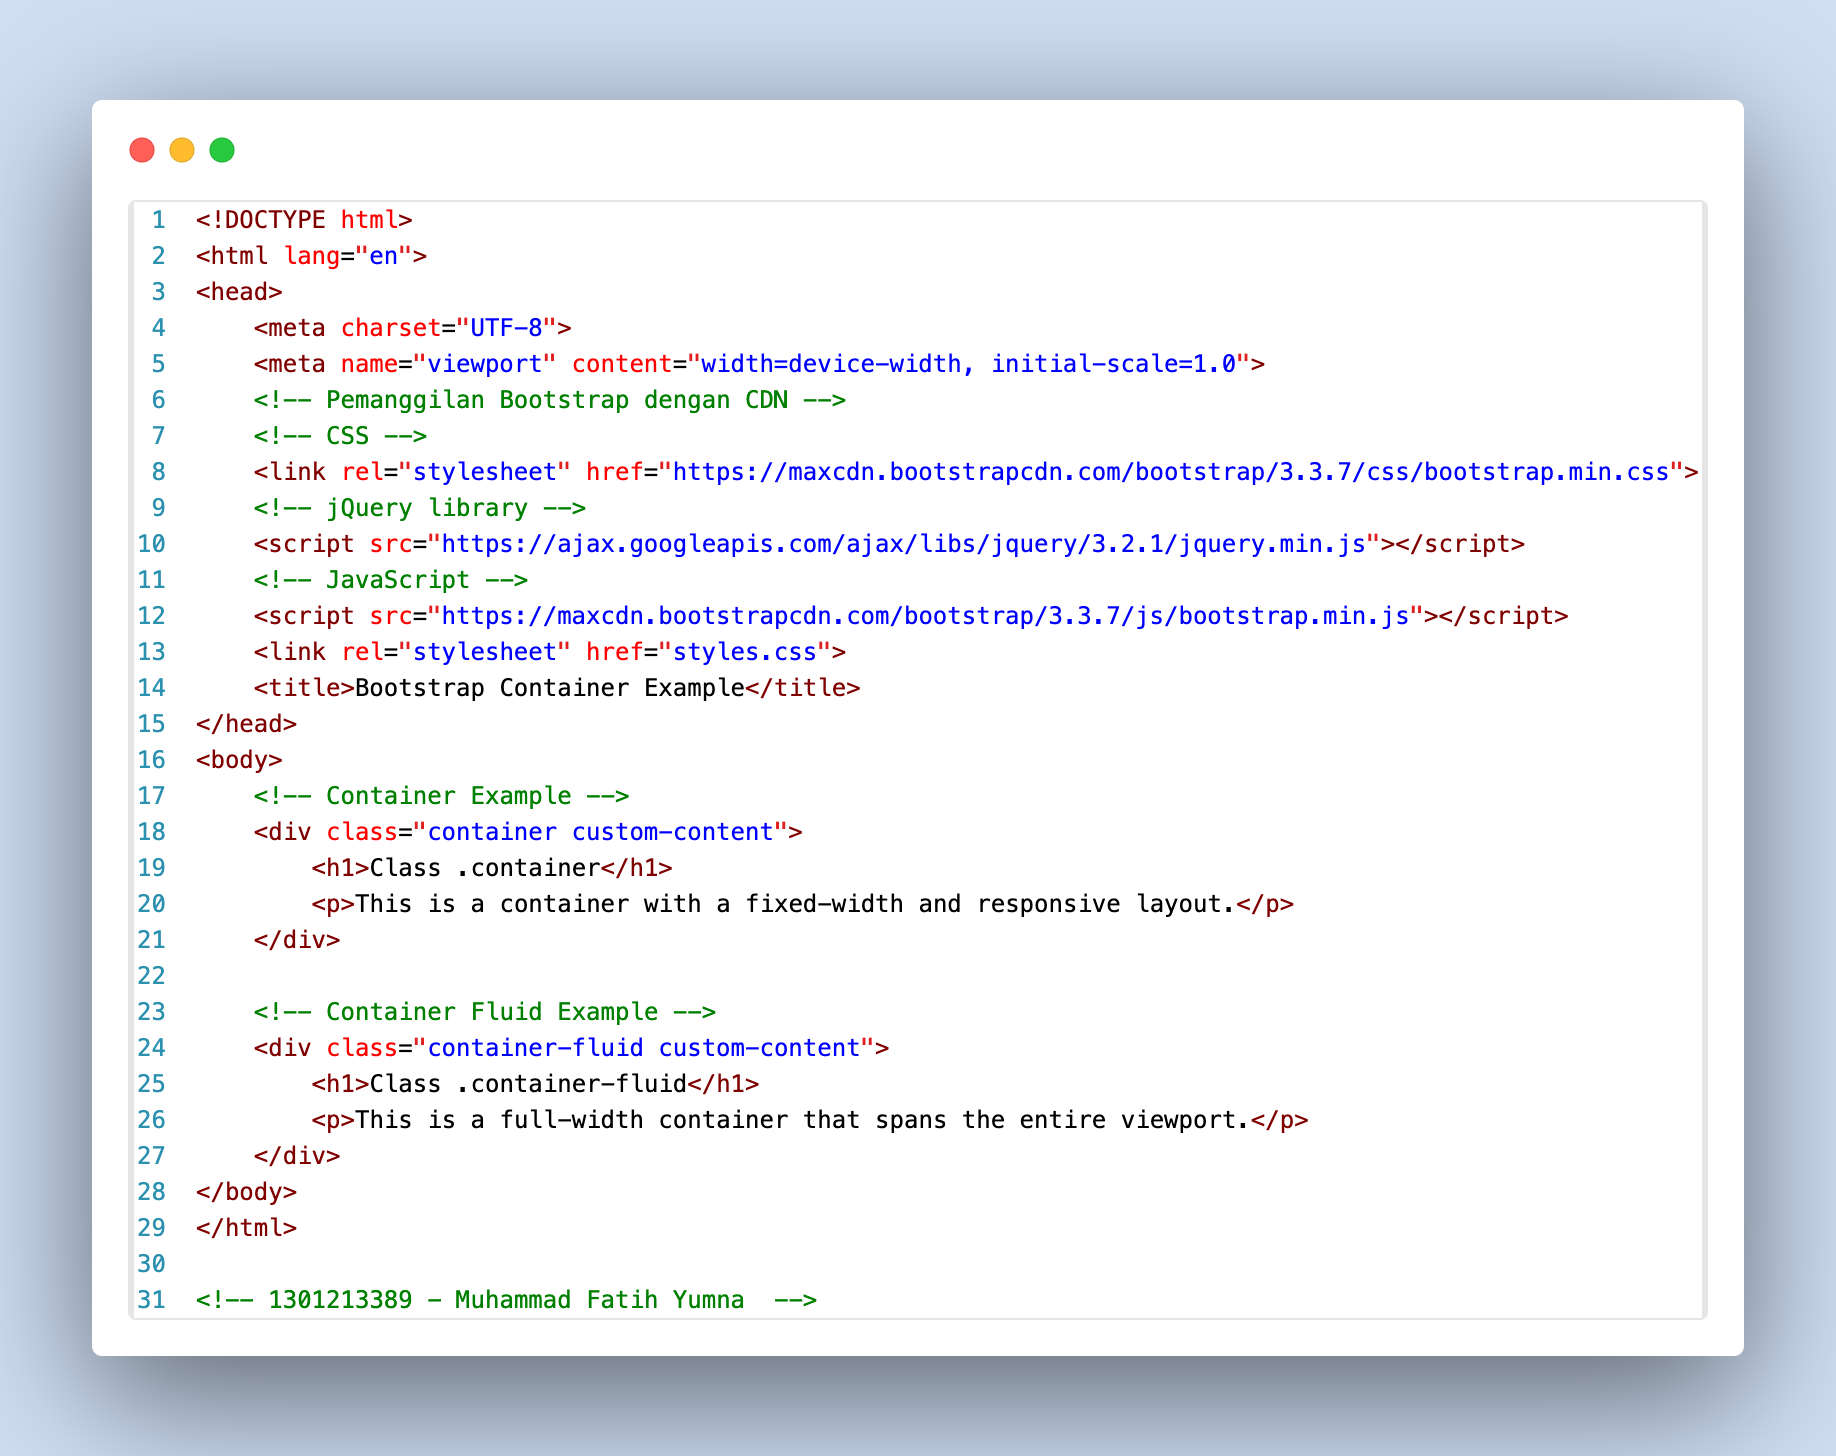 1 <!DOCTYPE html>
2 <html lang="en">
3 <head>
4     <meta charset="UTF-8">
5     <meta name="viewport" content="width=device-width, initial-scale=1.0">
6     <!-- Pemanggilan Bootstrap dengan CDN -->
7     <!-- CSS -->
8     <link rel="stylesheet" href="https://maxcdn.bootstrapcdn.com/bootstrap/3.3.7/css/bootstrap.min.css">
9     <!-- jQuery library -->
10     <script src="https://ajax.googleapis.com/ajax/libs/jquery/3.2.1/jquery.min.js"></script>
11     <!-- JavaScript -->
12     <script src="https://maxcdn.bootstrapcdn.com/bootstrap/3.3.7/js/bootstrap.min.js"></script>
13     <link rel="stylesheet" href="styles.css">
14     <title>Bootstrap Container Example</title>
15 </head>
16 <body>
17     <!-- Container Example -->
18     <div class="container custom-content">
19         <h1>Class .container</h1>
20         <p>This is a container with a fixed-width and responsive layout.</p>
21     </div>
22
23     <!-- Container Fluid Example -->
24     <div class="container-fluid custom-content">
25         <h1>Class .container-fluid</h1>
26         <p>This is a full-width container that spans the entire viewport.</p>
27     </div>
28 </body>
29 </html>
30
31 <!-- 1301213389 - Muhammad Fatih Yumna  -->